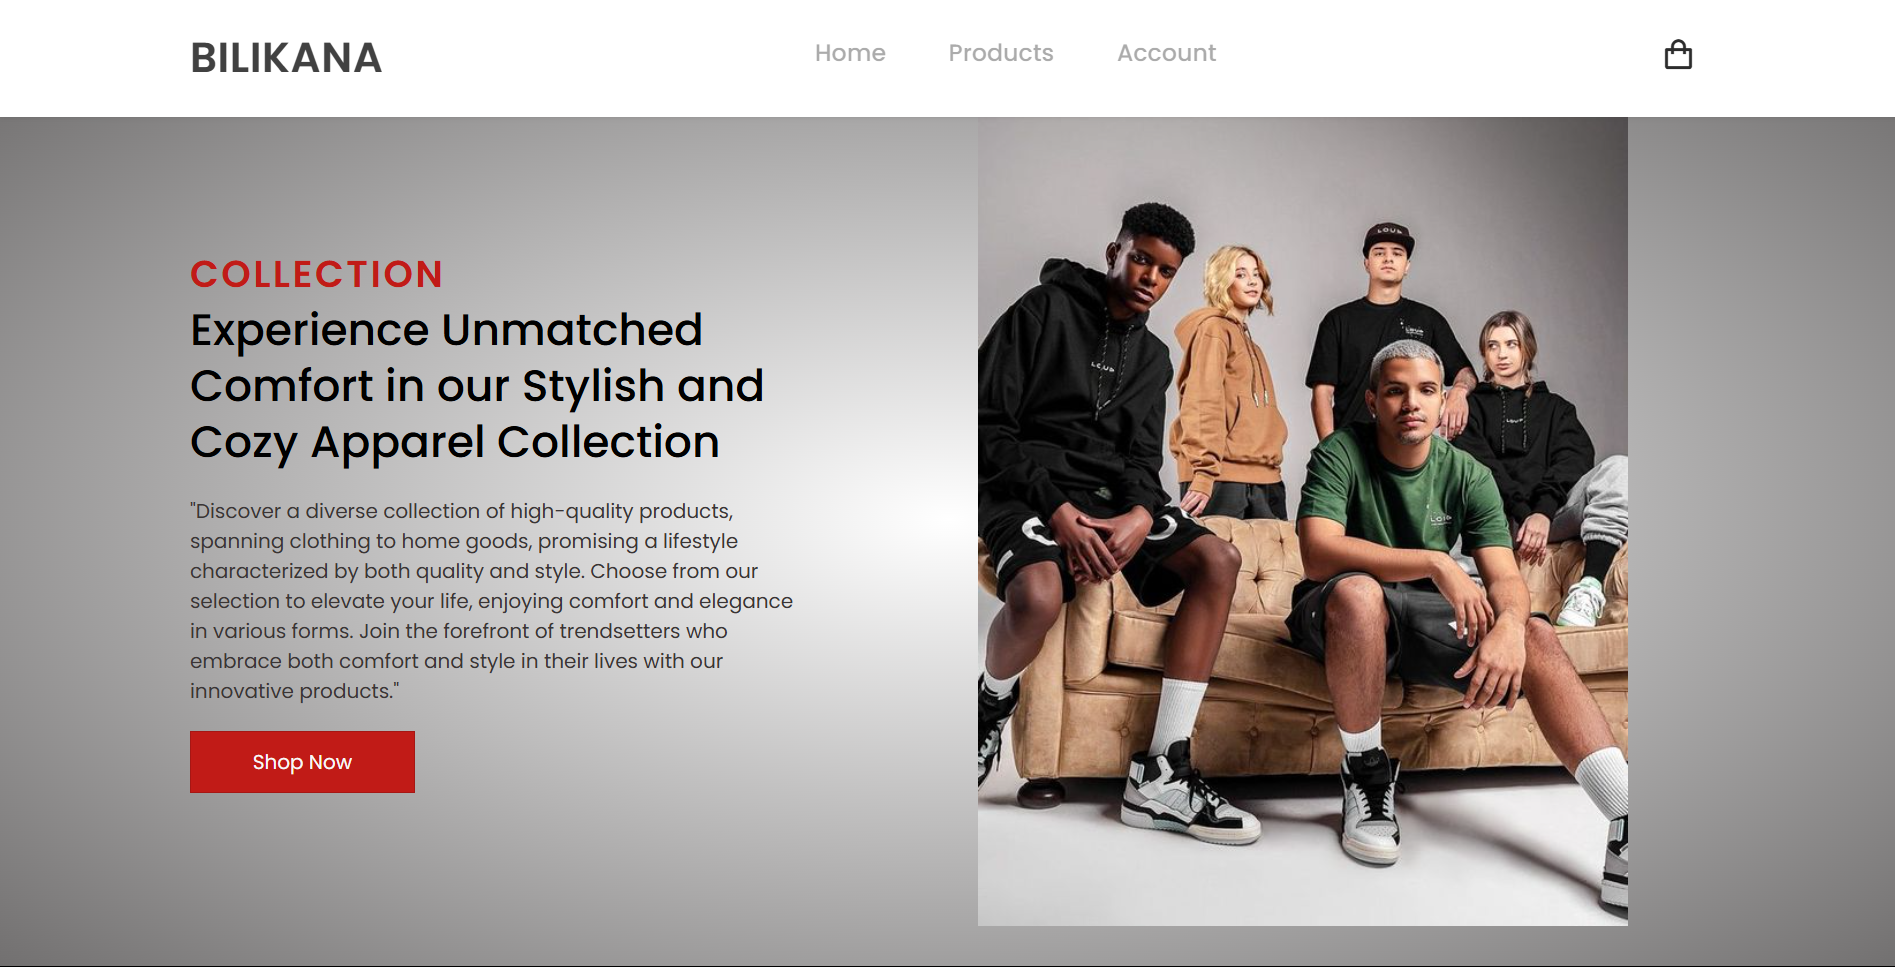 BILIKANA
Home Products Account
COLLECTION
Experience Unmatched
Comfort in our Stylish and
Cozy Apparel Collection
"Discover a diverse collection of high-quality products,
spanning clothing to home goods, promising a lifestyle
characterized by both quality and style. Choose from our
selection to elevate your life, enjoying comfort and elegance
in various forms. Join the forefront of trendsetters who
embrace both comfort and style in their lives with our
innovative products."
Shop Now